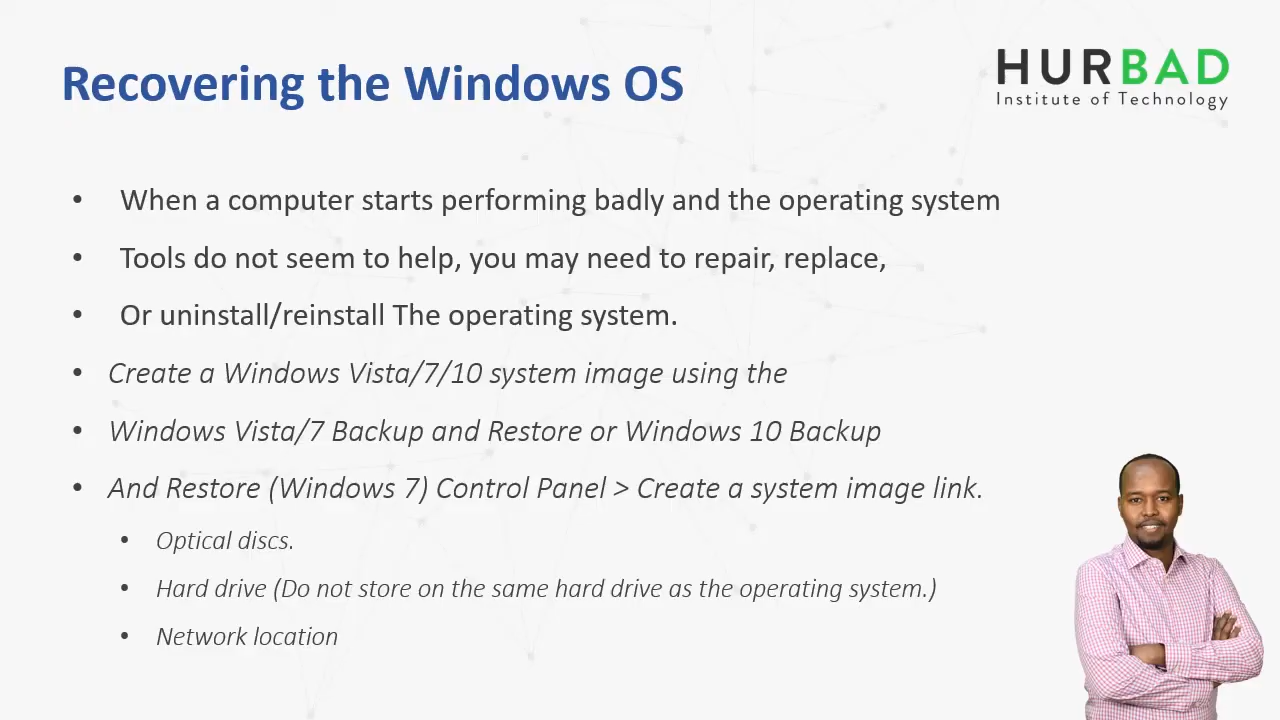 Recovering the Windows OS
HURBAD
Institute of Technology
• When a computer starts performing badly and the operating system
• Tools do not seem to help, you may need to repair, replace,
• Or uninstall/reinstall The operating system.
• Create a Windows Vista/7/10 system image using the
• Windows Vista/7 Backup and Restore or Windows 10 Backup
• And Restore (Windows 7) Control Panel > Create a system image link.
• Optical discs.
• Hard drive (Do not store on the same hard drive as the operating system.)
• Network location